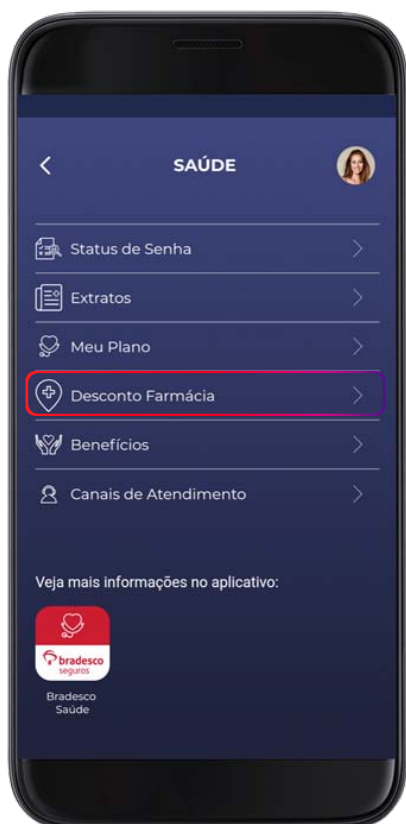 SAÚDE
Status de Senha
Extratos
Meu Plano
Desconto Farmácia
Benefícios
Canais de Atendimento
Veja mais informações no aplicativo:
bradesco
seguros
Bradesco
Saúde